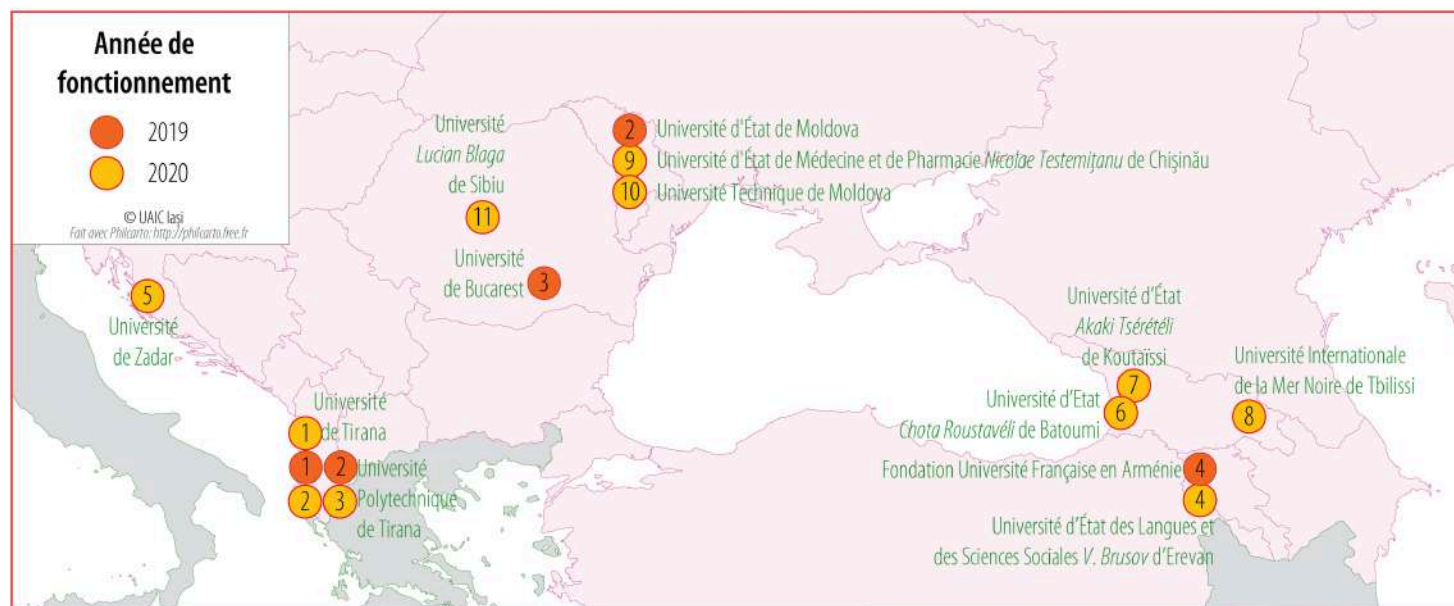 Année de
fonctionnement
2019
2020
© UAIC Iași
Fait avec Philcarto: http://philcarto.free.fr
Université
Lucian Blaga
de Sibiu
11
2
Université d'État de Moldova
9
Université d'État de Médecine et de Pharmacie Nicolae Testemițanu de Chișinău
10
Université Technique de Moldova
Université
de Bucarest
3
5
Université
de Zadar
Université
de Tirana
1
1
2
Université
Polytechnique
de Tirana
2
3
Université d'État
Akaki Tsérétéli
de Koutaïssi
7
Université d'Etat
Chota Roustavéli de Batoumi
6
Université Internationale
de la Mer Noire de Tbilissi
8
Fondation Université Française en Arménie
4
4
Université d'État des Langues et
des Sciences Sociales V. Brusov d'Erevan